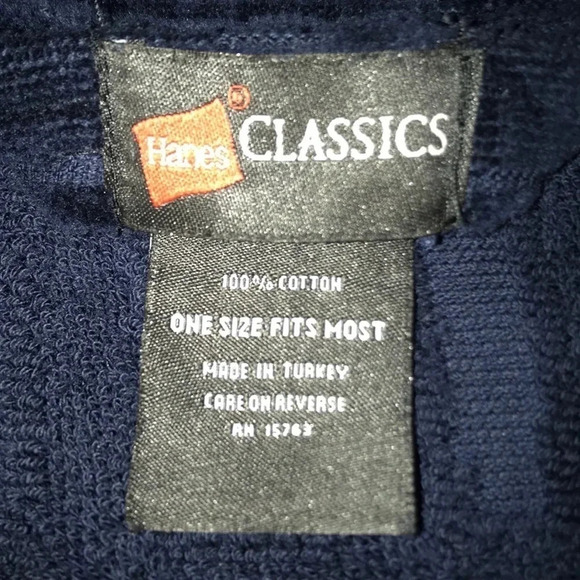 Hanes® CLASSICS
100% COTTON
ONE SIZE FITS MOST
MADE IN TURKEY
CARE ON REVERSE
RN 15763